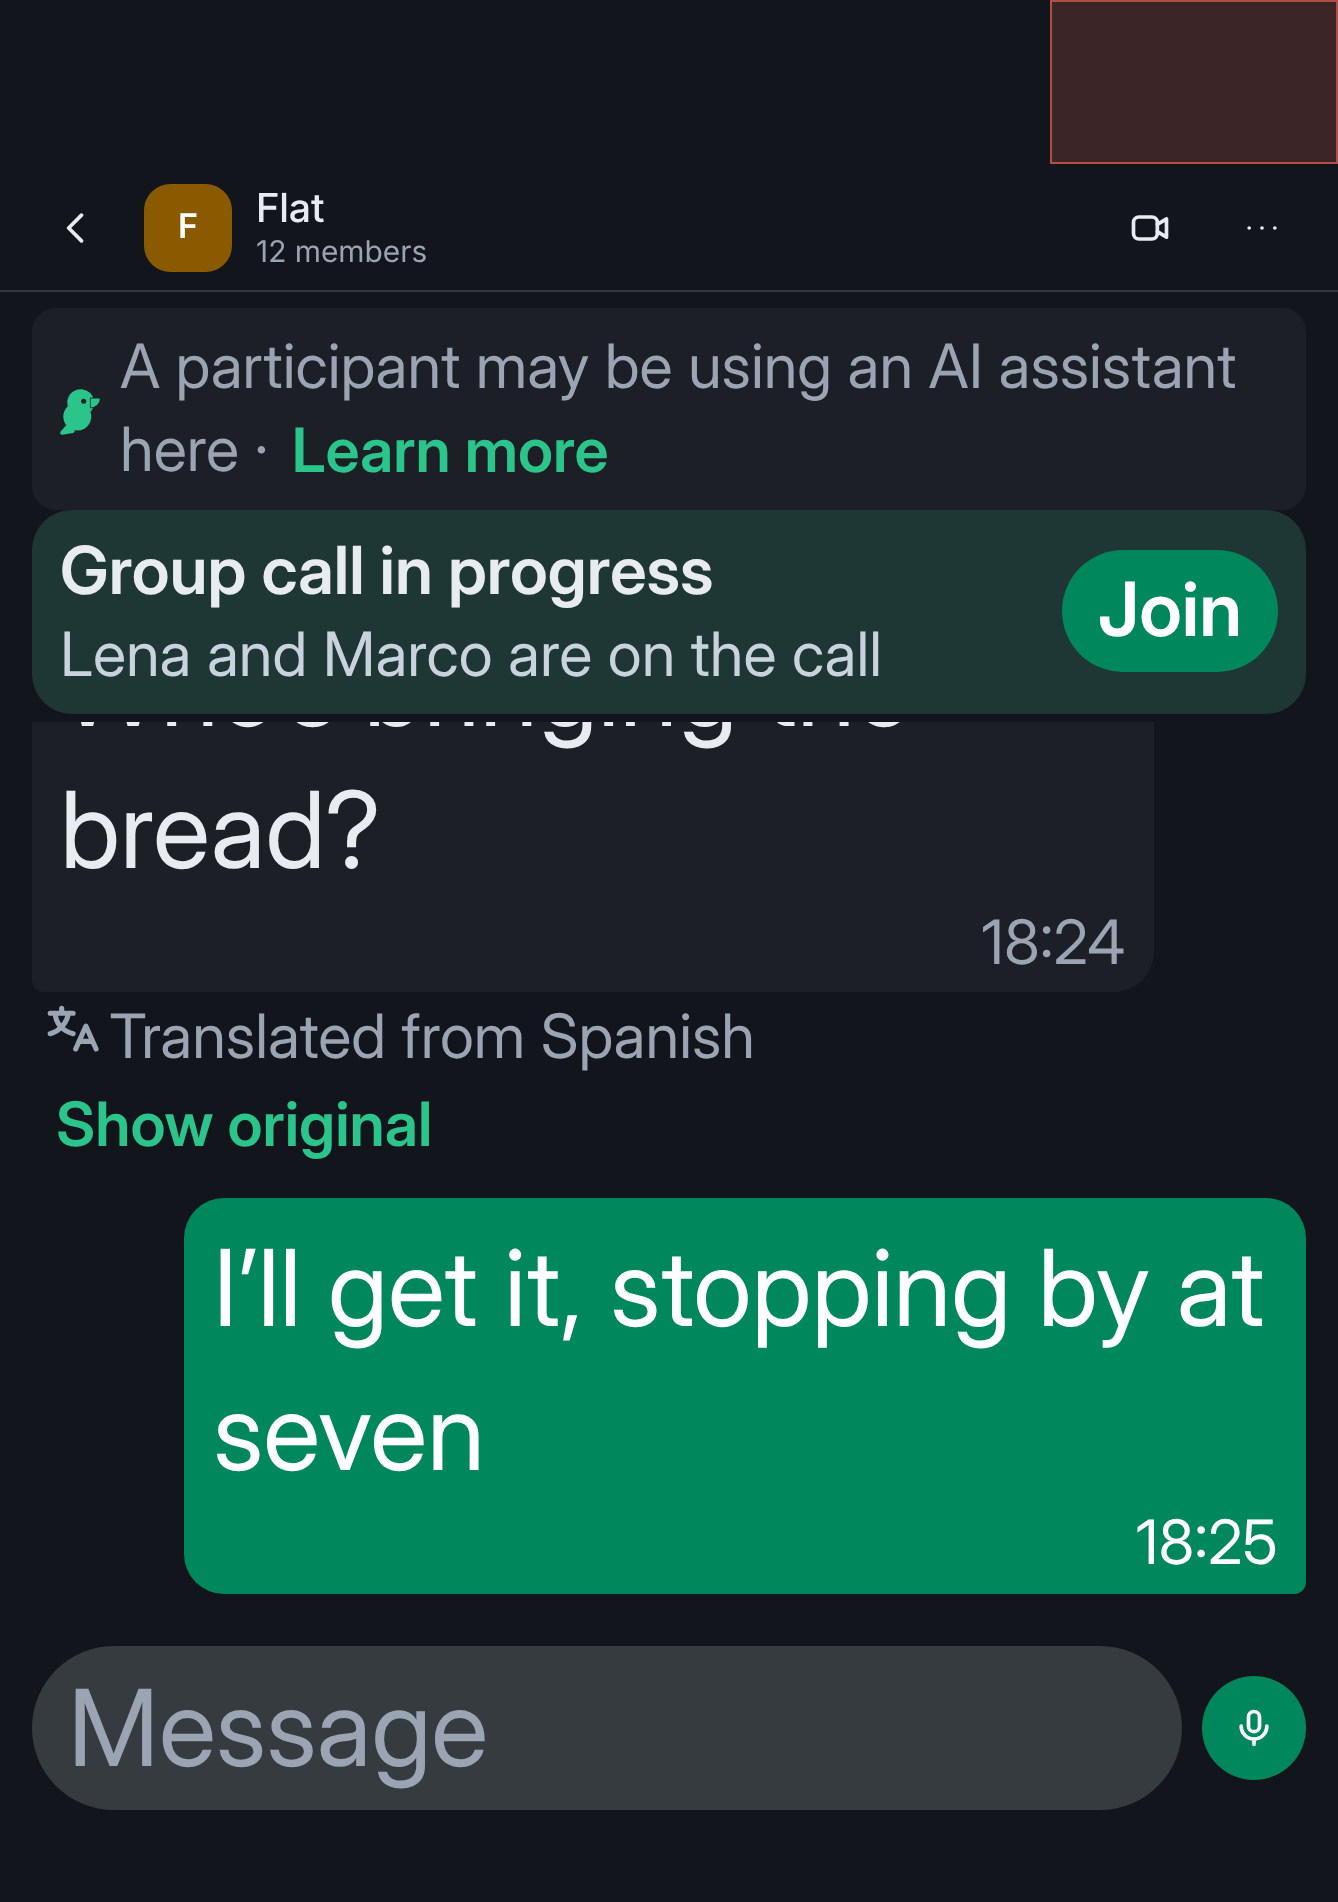 F
Flat
12 members
A participant may be using an AI assistant
here · Learn more
Group call in progress
Join
Lena and Marco are on the call
bringing the
bread?
18:24
Translated from Spanish
Show original
I’ll get it, stopping by at
seven
18:25
Message